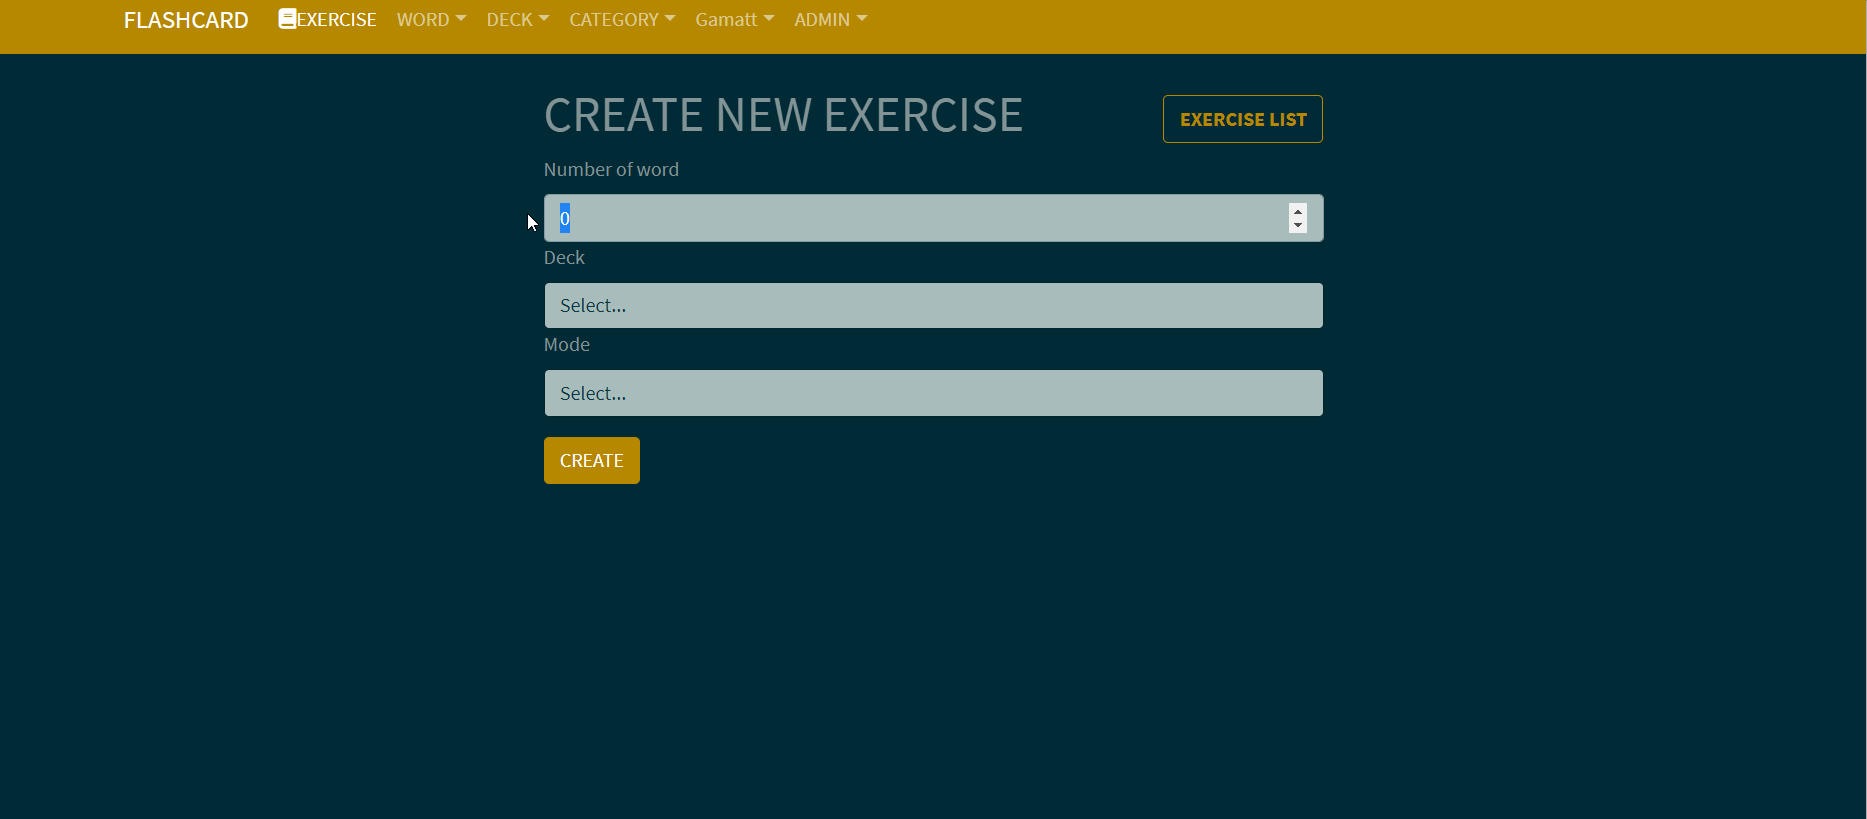 FLASHCARD EXERCISE WORD DECK CATEGORY Gamatt ADMIN
CREATE NEW EXERCISE
EXERCISE LIST
Number of word
0
Deck
Select...
Mode
Select...
CREATE